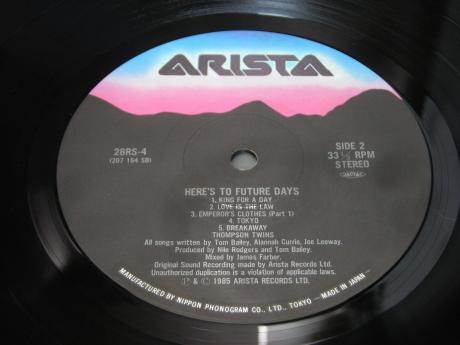 ARISTA
28RS-4
(207 164 SB)
SIDE 2
33 1/3 RPM
STEREO
JASRAC
HERE'S TO FUTURE DAYS
1. KING FOR A DAY
2. LOVE IS THE LAW
3. EMPEROR'S CLOTHES (Part 1)
4. TOKYO
5. BREAKAWAY
THOMPSON TWINS
All songs written by Tom Bailey, Alannah Currie, Joe Leeway.
Produced by Nile Rodgers and Tom Bailey.
Mixed by James Farber.
Original Sound Recording made by Arista Records Ltd.
Unauthorized duplication is a violation of applicable laws.
℗ & © 1985 ARISTA RECORDS LTD.
MANUFACTURED BY NIPPON PHONOGRAM CO., LTD., TOKYO — MADE IN JAPAN —